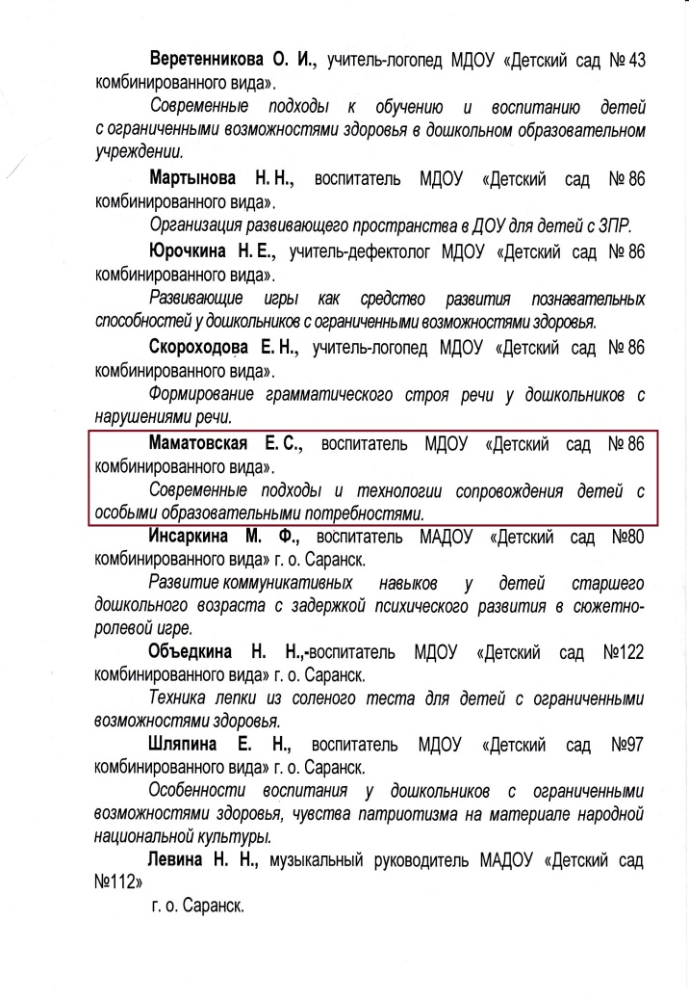 Веретенникова О. И., учитель-логопед МДОУ «Детский сад № 43
комбинированного вида».
Современные подходы к обучению и воспитанию детей
с ограниченными возможностями здоровья в дошкольном образовательном
учреждении.
Мартынова Н. Н., воспитатель МДОУ «Детский сад № 86
комбинированного вида».
Организация развивающего пространства в ДОУ для детей с ЗПР.
Юрочкина Н. Е., учитель-дефектолог МДОУ «Детский сад № 86
комбинированного вида».
Развивающие игры как средство развития познавательных
способностей у дошкольников с ограниченными возможностями здоровья.
Скороходова Е. Н., учитель-логопед МДОУ «Детский сад № 86
комбинированного вида».
Формирование грамматического строя речи у дошкольников с
нарушениями речи.
Маматовская Е. С., воспитатель МДОУ «Детский сад № 86
комбинированного вида».
Современные подходы и технологии сопровождения детей с
особыми образовательными потребностями.
Инсаркина М. Ф., воспитатель МАДОУ «Детский сад №80
комбинированного вида» г. о. Саранск.
Развитие коммуникативных навыков у детей старшего
дошкольного возраста с задержкой психического развития в сюжетно-
ролевой игре.
Объедкина Н. Н.,-воспитатель МДОУ «Детский сад №122
комбинированного вида» г. о. Саранск.
Техника лепки из соленого теста для детей с ограниченными
возможностями здоровья.
Шляпина Е. Н., воспитатель МДОУ «Детский сад №97
комбинированного вида» г. о. Саранск.
Особенности воспитания у дошкольников с ограниченными
возможностями здоровья, чувства патриотизма на материале народной
национальной культуры.
Левина Н. Н., музыкальный руководитель МАДОУ «Детский сад
№112»
г. о. Саранск.